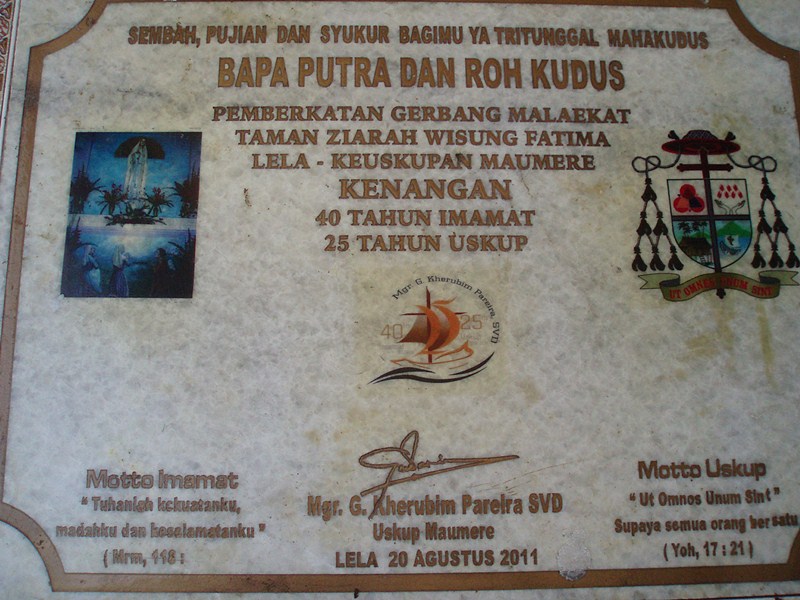 SEMBAH, PUJIAN DAN SYUKUR BAGIMU YA TRITUNGGAL MAHAKUDUS
BAPA PUTRA DAN ROH KUDUS
PEMBERKATAN GERBANG MALAEKAT
TAMAN ZIARAH WISUNG FATIMA
LELA - KEUSKUPAN MAUMERE
KENANGAN
40 TAHUN IMAMAT
25 TAHUN USKUP
UT OMNES UNUM SINT
Mgr. G. Kherubim Pareira, SVD
40 25
Motto Imamat
" Tuhanlah kekuatanku,
madahku dan kesalamatanku "
( Mrm, 118 :
Mgr. G. Kherubim Pareira SVD
Uskup Maumere
LELA 20 AGUSTUS 2011
Motto Uskup
" Ut Omnos Unum Sint "
Supaya semua orang bersatu
( Yoh, 17 : 21 )